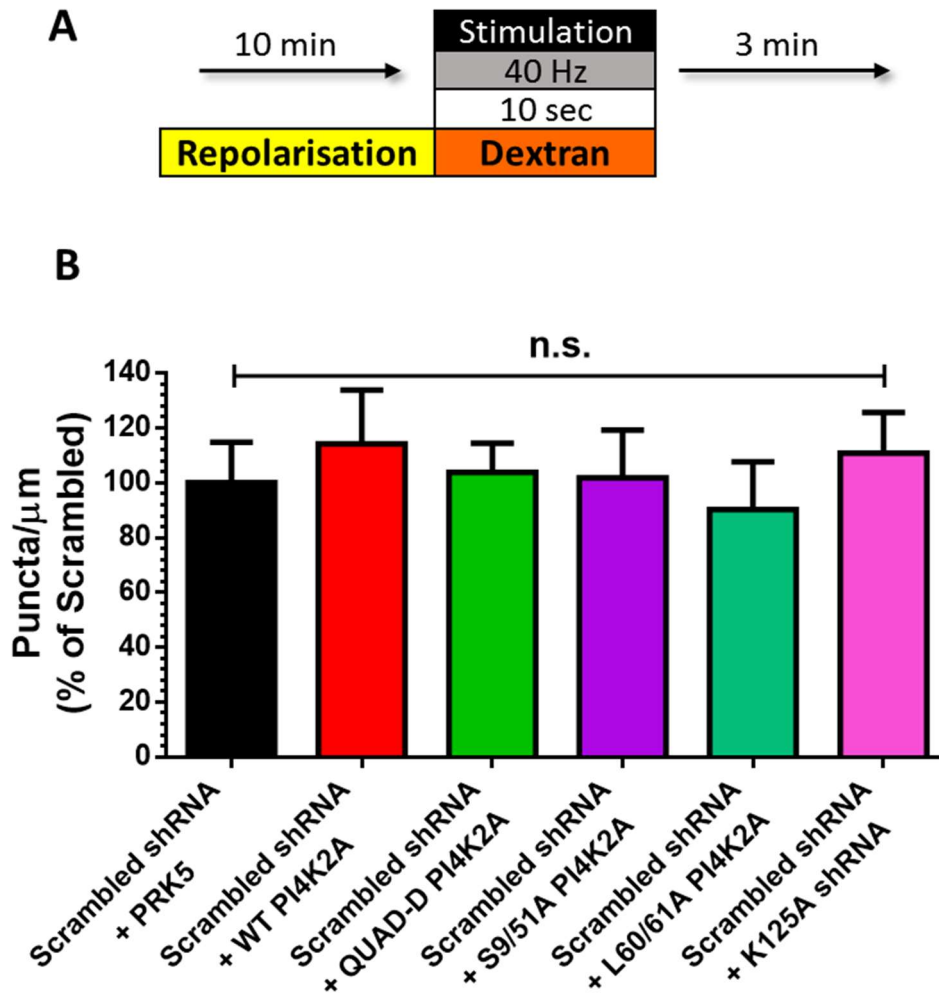 A
10 min
Stimulation
40 Hz
10 sec
3 min
Repolarisation
Dextran
B
n.s.
Puncta/μm
(% of Scrambled)
140
120
100
80
60
40
20
0
Scrambled shRNA
+ PRK5
Scrambled shRNA
+ WT PI4K2A
Scrambled shRNA
+ QUAD-D PI4K2A
Scrambled shRNA
+ S9/51A PI4K2A
Scrambled shRNA
+ L60/61A PI4K2A
Scrambled shRNA
+ K125A shRNA